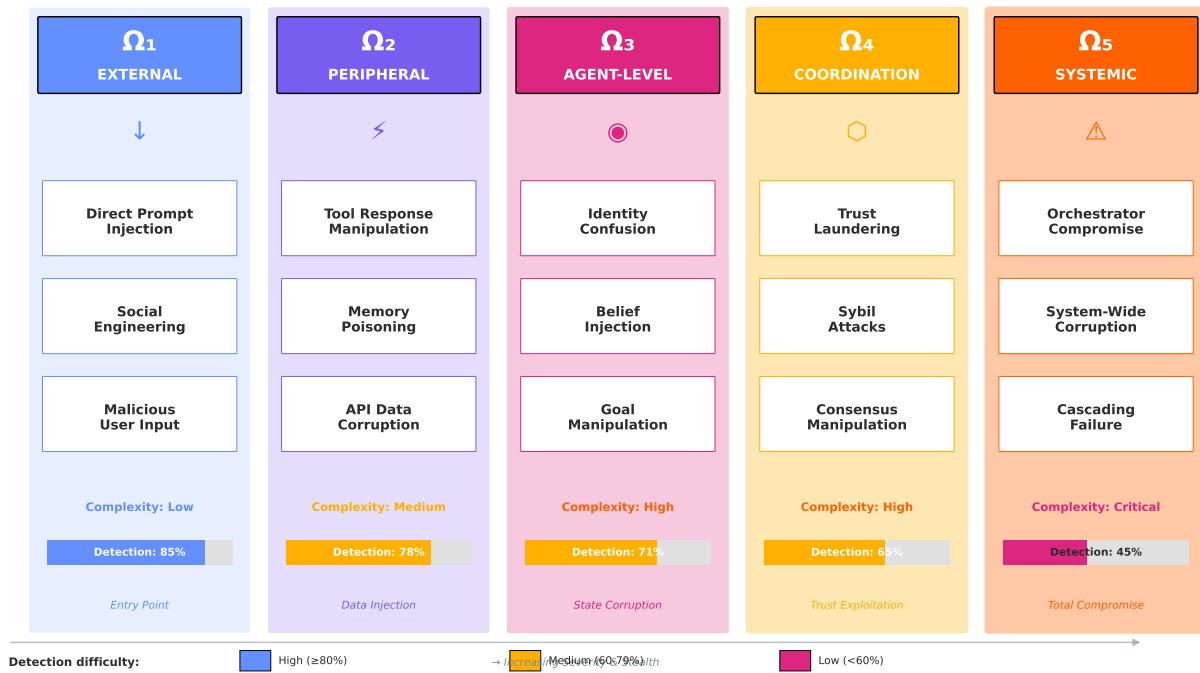 Ω₁
EXTERNAL
↓
Direct Prompt
Injection
Social
Engineering
Malicious
User Input
Complexity: Low
Detection: 85%
Entry Point
Ω₂
PERIPHERAL
⚡
Tool Response
Manipulation
Memory
Poisoning
API Data
Corruption
Complexity: Medium
Detection: 78%
Data Injection
Ω₃
AGENT-LEVEL
◉
Identity
Confusion
Belief
Injection
Goal
Manipulation
Complexity: High
Detection: 71%
State Corruption
Ω₄
COORDINATION
⬡
Trust
Laundering
Sybil
Attacks
Consensus
Manipulation
Complexity: High
Detection: 65%
Trust Exploitation
Ω₅
SYSTEMIC
⚠
Orchestrator
Compromise
System-Wide
Corruption
Cascading
Failure
Complexity: Critical
Detection: 45%
Total Compromise
→ Increasing Severity & Stealth
Detection difficulty:
High (≥80%)
Medium (60-79%)
Low (<60%)